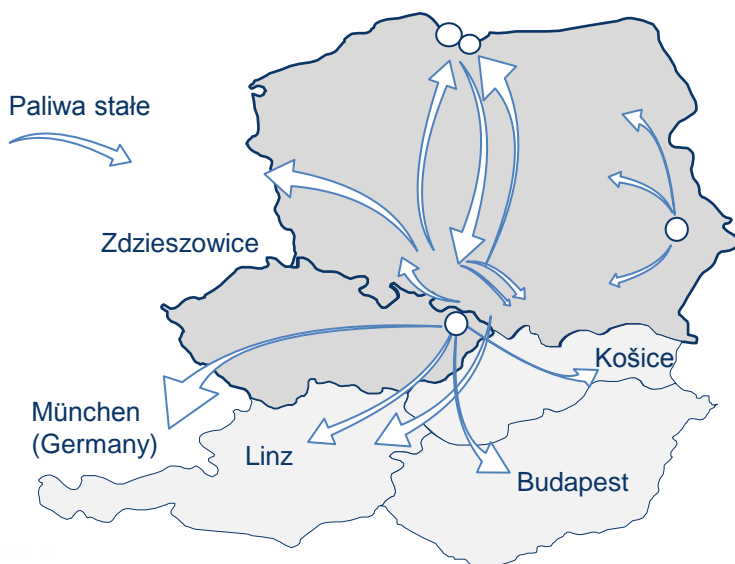 Paliwa stałe
Zdzieszowice
Košice
München
(Germany)
Linz
Budapest